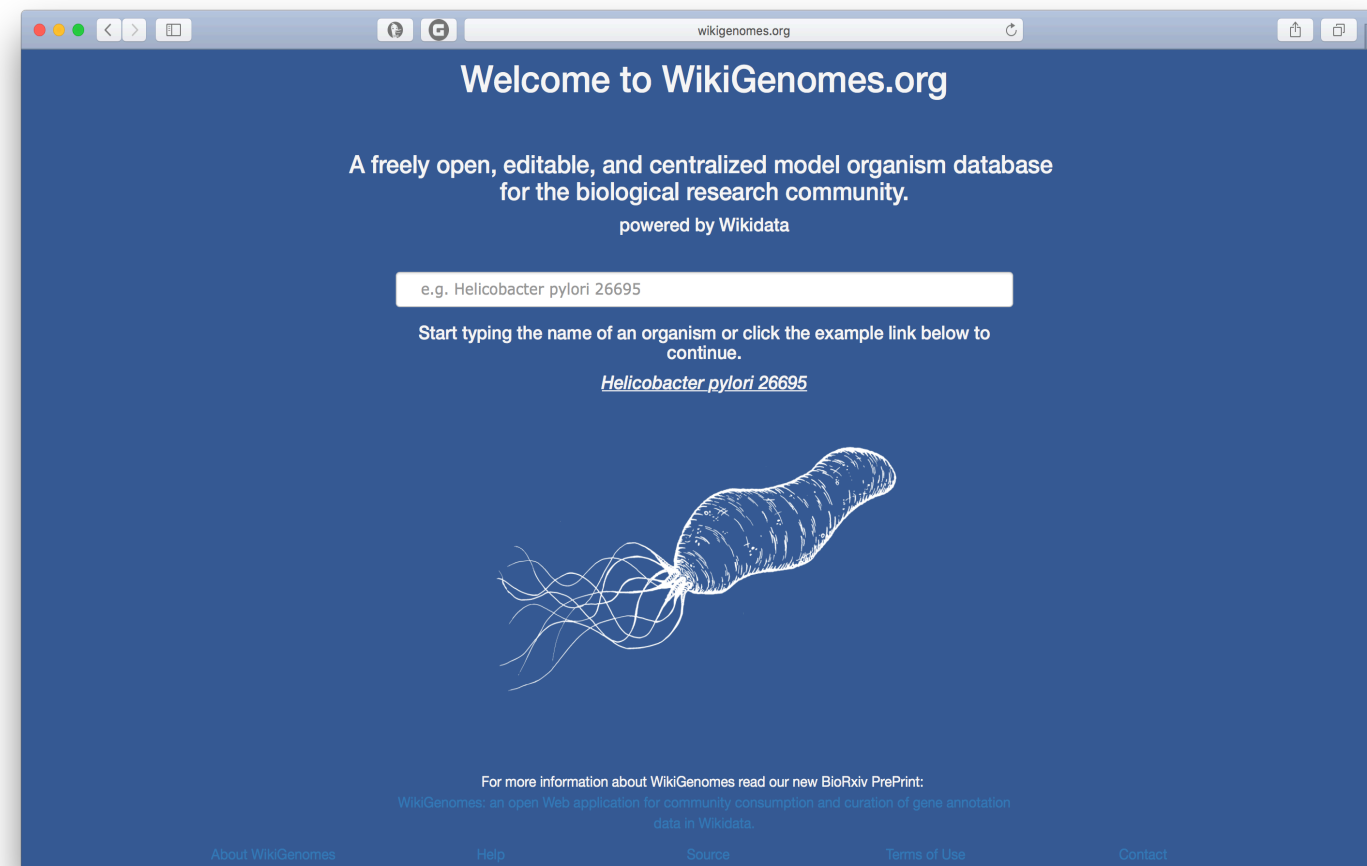 wikigenomes.org
Welcome to WikiGenomes.org
A freely open, editable, and centralized model organism database
for the biological research community.
powered by Wikidata
e.g. Helicobacter pylori 26695
Start typing the name of an organism or click the example link below to
continue.
Helicobacter pylori 26695
For more information about WikiGenomes read our new BioRxiv PrePrint:
WikiGenomes: an open Web application for community consumption and curation of gene annotation
data in Wikidata.
About WikiGenomes Help Source Terms of Use Contact